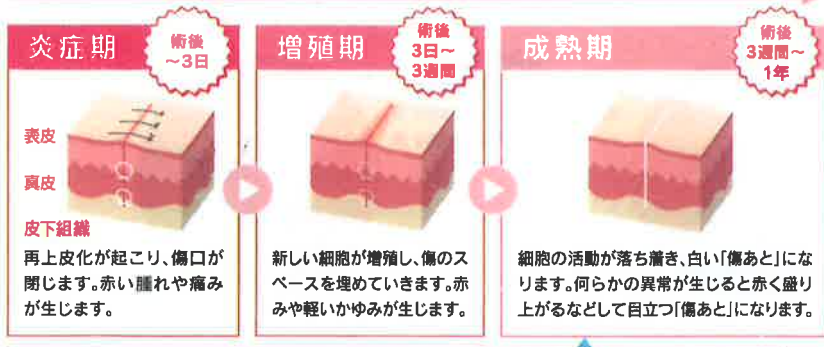 炎症期
術後
～3日
表皮
真皮
皮下組織
再上皮化が起こり、傷口が
閉じます。赤い腫れや痛み
が生じます。
増殖期
術後
3日～
3週間
新しい細胞が増殖し、傷のス
ペースを埋めていきます。赤
みや軽いかゆみが生じます。
成熟期
術後
3週間～
1年
細胞の活動が落ち着き、白い「傷あと」にな
ります。何らかの異常が生じると赤く盛り
上がるなどして目立つ「傷あと」になります。